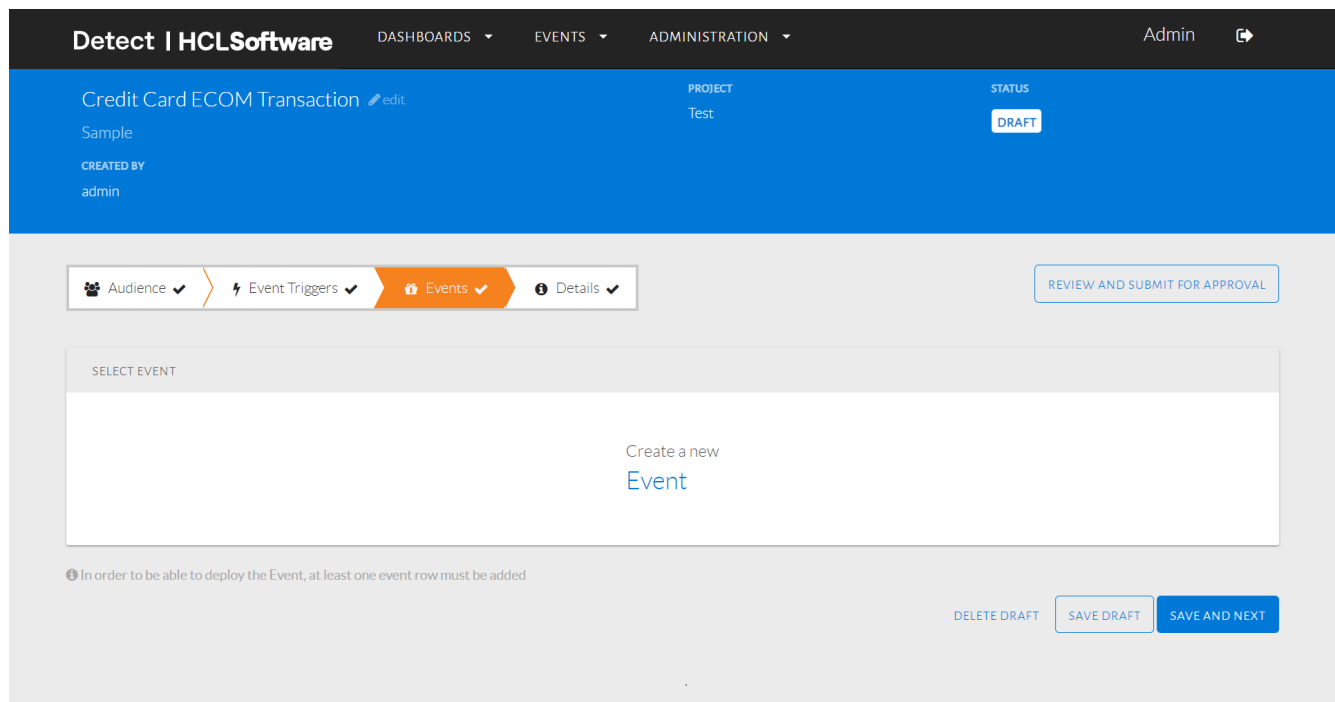 Detect | HCLSoftware DASHBOARDS EVENTS ADMINISTRATION Admin
Credit Card ECOM Transaction edit
Sample
CREATED BY
admin
PROJECT
Test
STATUS
DRAFT
Audience Event Triggers Events Details
REVIEW AND SUBMIT FOR APPROVAL
SELECT EVENT
Create a new
Event
In order to be able to deploy the Event, at least one event row must be added
DELETE DRAFT SAVE DRAFT SAVE AND NEXT